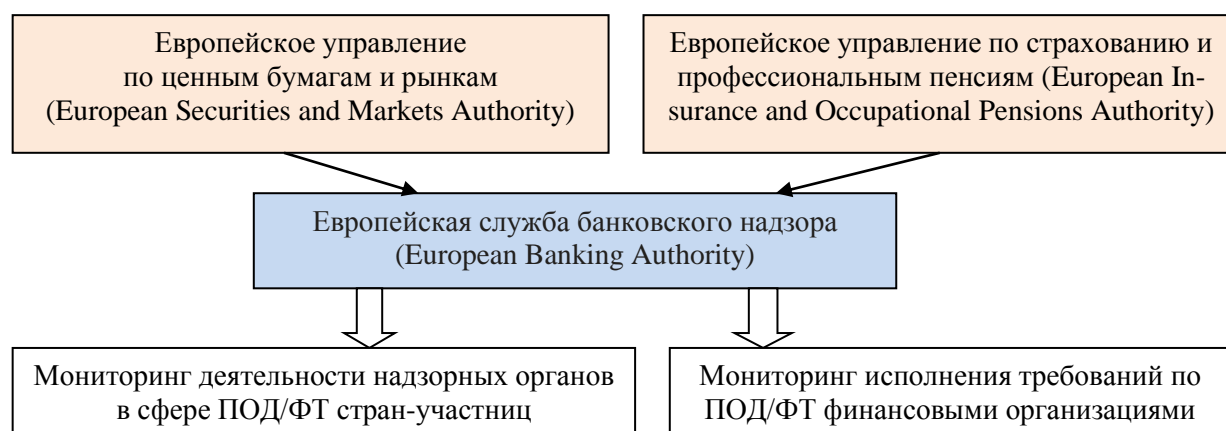 Европейское управление
по ценным бумагам и рынкам
(European Securities and Markets Authority)
Европейское управление по страхованию и
профессиональным пенсиям (European In-
surance and Occupational Pensions Authority)
Европейская служба банковского надзора
(European Banking Authority)
Мониторинг деятельности надзорных органов
в сфере ПОД/ФТ стран-участниц
Мониторинг исполнения требований по
ПОД/ФТ финансовыми организациями